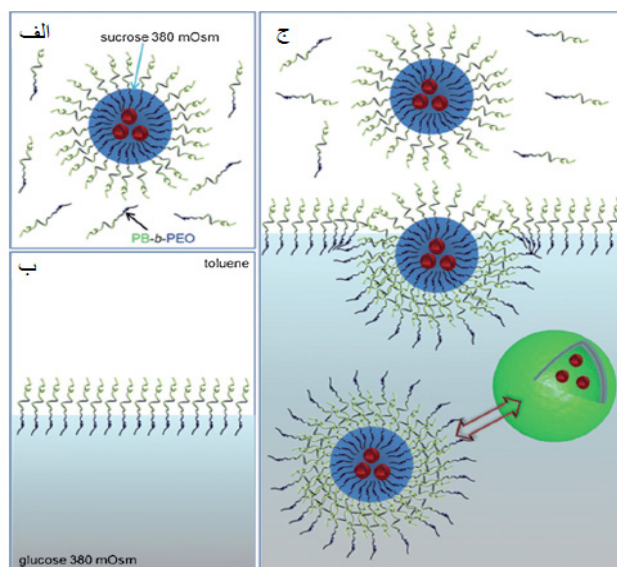 الف
sucrose 380 mOsm
PB-b-PEO
ب
toluene
glucose 380 mOsm
ج